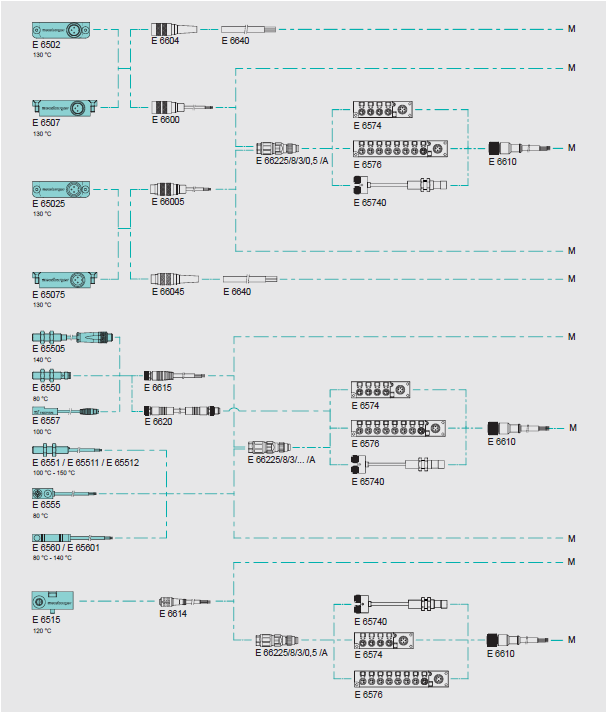 E 6502
130 °C
E 6604
E 6640
M
M
E 6507
130 °C
E 6600
E 66225/8/3/0,5 /A
E 6574
E 6576
E 65740
E 6610
M
E 65025
130 °C
E 66005
M
E 65075
130 °C
E 66045
E 6640
M
E 65505
140 °C
M
E 6550
80 °C
E 6615
E 6557
100 °C
E 6620
E 6574
E 6576
E 65740
E 66225/8/3/... /A
E 6610
M
E 6551 / E 65511 / E 65512
100 °C - 150 °C
E 6555
80 °C
E 6560 / E 65601
80 °C - 140 °C
M
M
E 6515
120 °C
E 6614
E 66225/8/3/0,5 /A
E 65740
E 6574
E 6576
E 6610
M